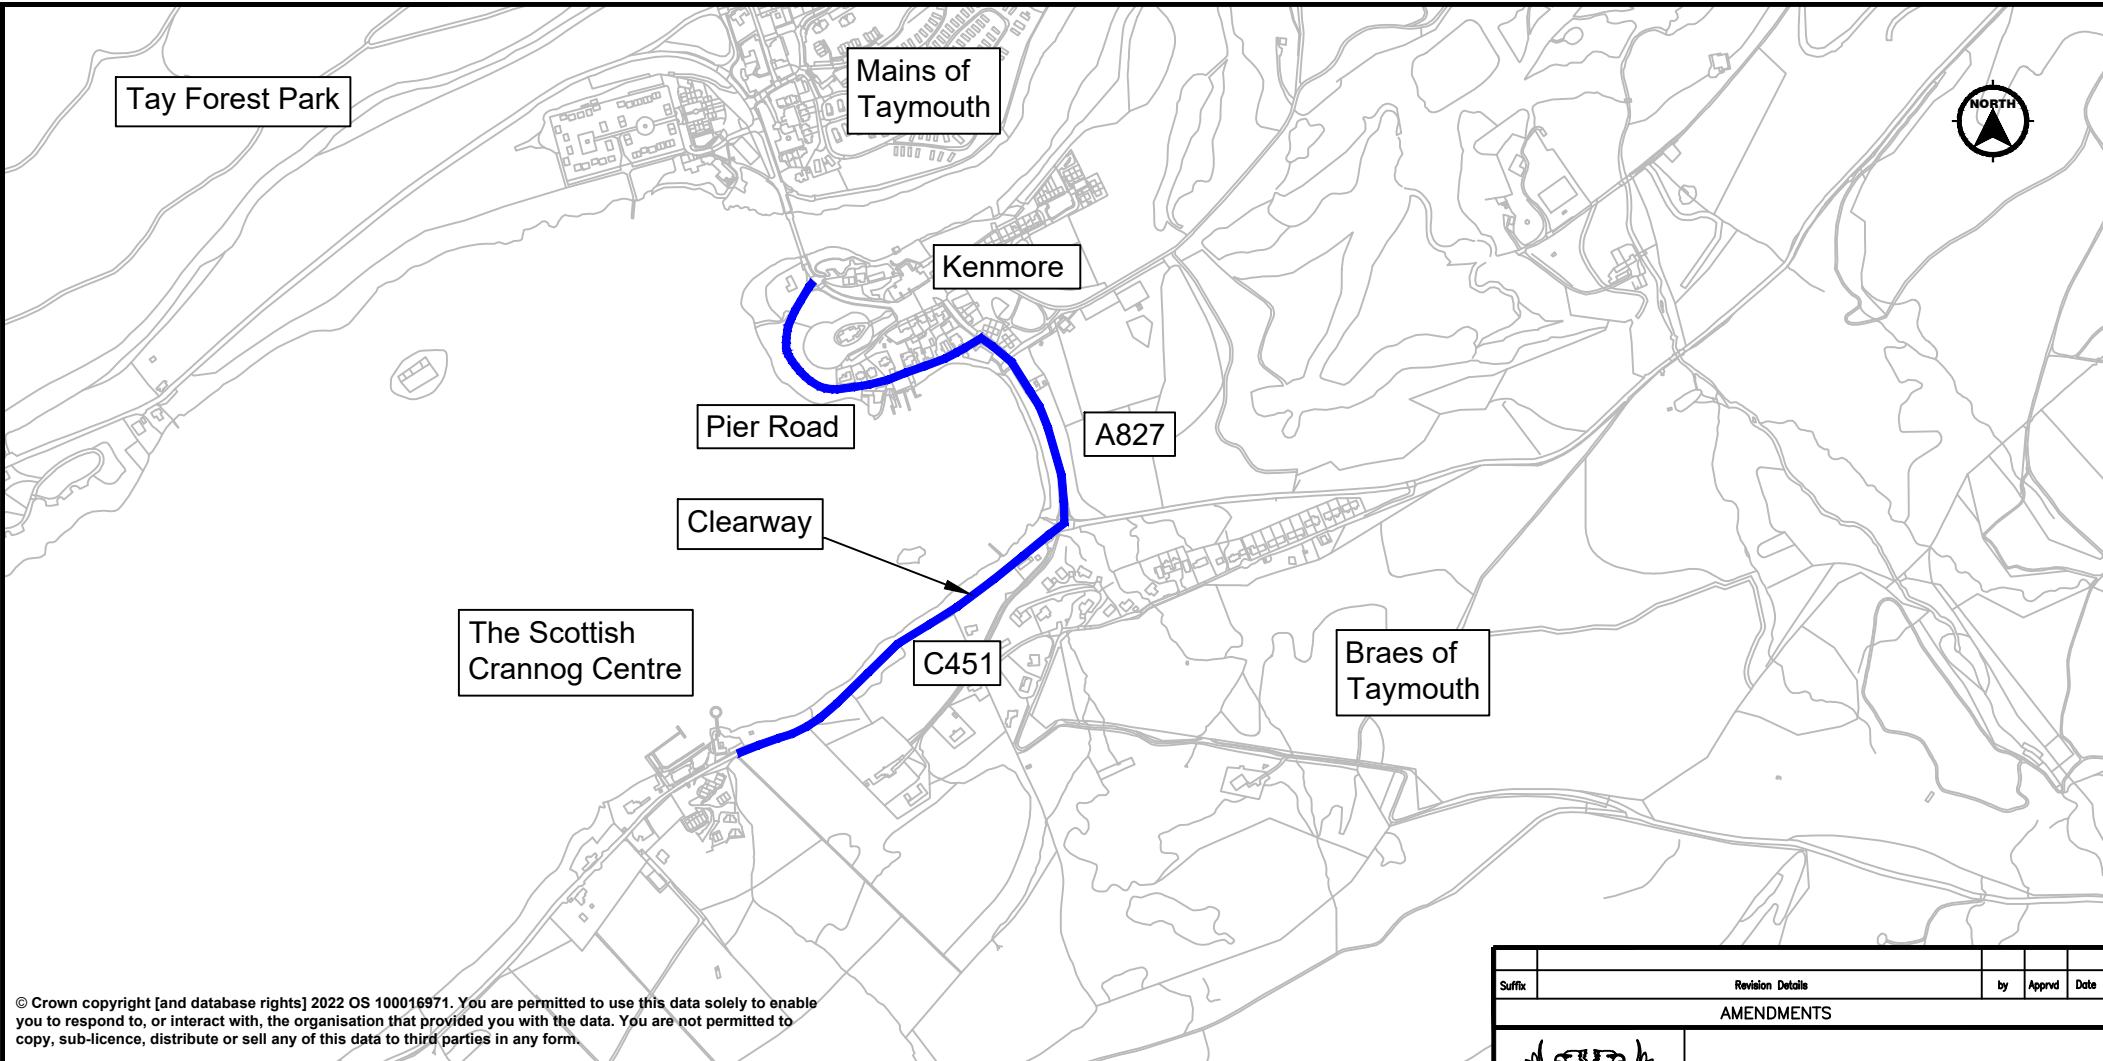 Tay Forest Park
Mains of
Taymouth
NORTH
Kenmore
Pier Road
A827
Clearway
The Scottish
Crannog Centre
C451
Braes of
Taymouth
© Crown copyright [and database rights] 2022 OS 100016971. You are permitted to use this data solely to enable
you to respond to, or interact with, the organisation that provided you with the data. You are not permitted to
copy, sub-licence, distribute or sell any of this data to third parties in any form.
Suffix Revision Details by Apprvd Date
AMENDMENTS